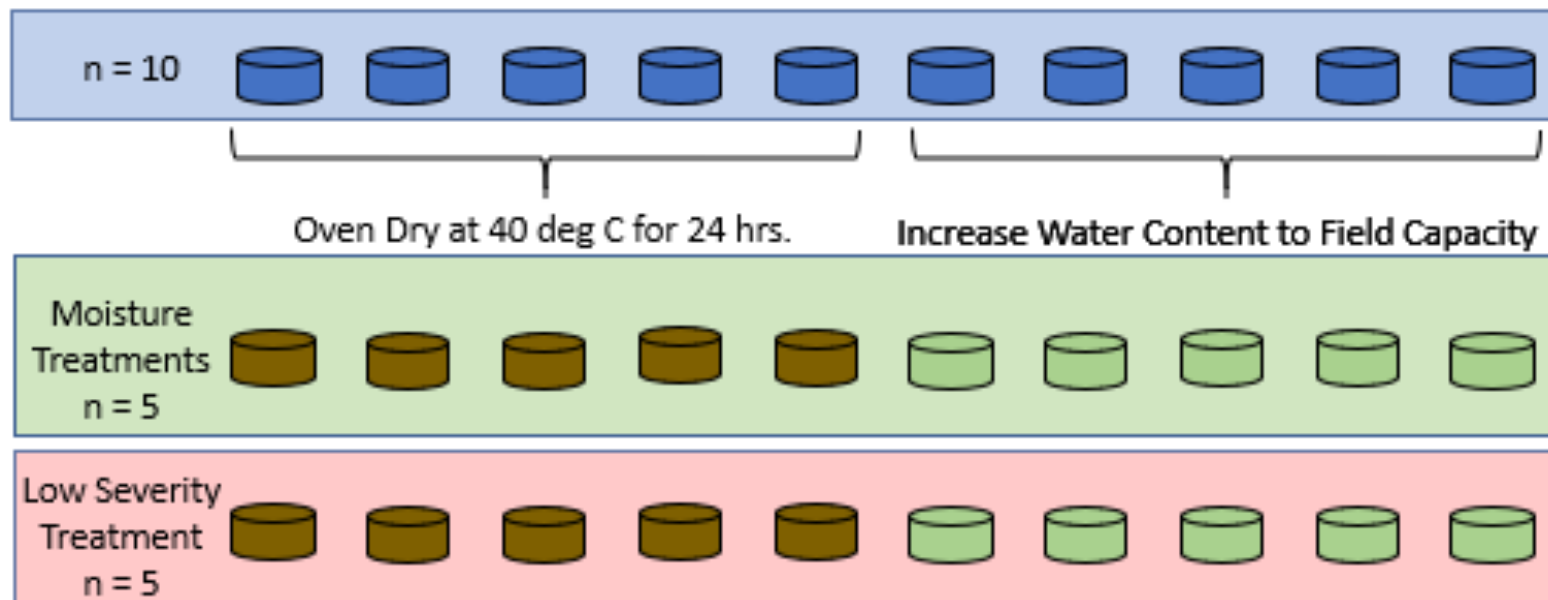 n = 10
Oven Dry at 40 deg C for 24 hrs.
Increase Water Content to Field Capacity
Moisture
Treatments
n = 5
Low Severity
Treatment
n = 5